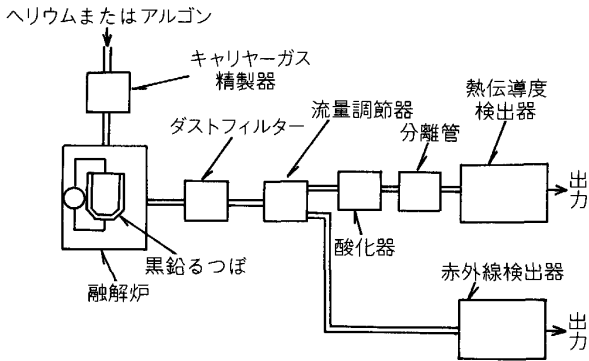 ヘリウムまたはアルゴン
キャリヤーガス
精製器
ダストフィルター
流量調節器
分離管
熱伝導度
検出器
出力
酸化器
黒鉛るつぼ
融解炉
赤外線検出器
出力